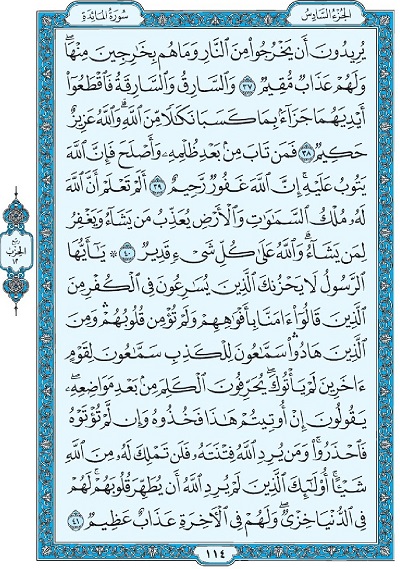 الجزء السادس
سورة المائدة
يُرِيدُونَ أَن يَخْرُجُوا۟ مِنَ ٱلنَّارِ وَمَا هُم بِخَـٰرِجِينَ مِنْهَا ۖ
وَلَهُمْ عَذَابٌ مُّقِيمٌ ٣٧ وَٱلسَّارِقُ وَٱلسَّارِقَةُ فَٱقْطَعُوٓا۟
أَيْدِيَهُمَا جَزَآءًۢ بِمَا كَسَبَا نَكَـٰلًا مِّنَ ٱللَّهِ ۗ وَٱللَّهُ عَزِيزٌ
حَكِيمٌ ٣٨ فَمَن تَابَ مِنۢ بَعْدِ ظُلْمِهِۦ وَأَصْلَحَ فَإِنَّ ٱللَّهَ
يَتُوبُ عَلَيْهِ ۗ إِنَّ ٱللَّهَ غَفُورٌ رَّحِيمٌ ٣٩ أَلَمْ تَعْلَمْ أَنَّ ٱللَّهَ
لَهُۥ مُلْكُ ٱلسَّمَـٰوَٰتِ وَٱلْأَرْضِ يُعَذِّبُ مَن يَشَآءُ وَيَغْفِرُ
لِمَن يَشَآءُ ۗ وَٱللَّهُ عَلَىٰ كُلِّ شَىْءٍ قَدِيرٌ ٤٠ ۞ يَـٰٓأَيُّهَا
ٱلرَّسُولُ لَا يَحْزُنكَ ٱلَّذِينَ يُسَـٰرِعُونَ فِى ٱلْكُفْرِ مِنَ
ٱلَّذِينَ قَالُوٓا۟ ءَامَنَّا بِأَفْوَٰهِهِمْ وَلَمْ تُؤْمِن قُلُوبُهُمْ ۛ وَمِنَ
ٱلَّذِينَ هَادُوا۟ ۛ سَمَّـٰعُونَ لِلْكَذِبِ سَمَّـٰعُونَ لِقَوْمٍ
ءَاخَرِينَ لَمْ يَأْتُوكَ ۖ يُحَرِّفُونَ ٱلْكَلِمَ مِنۢ بَعْدِ مَوَاضِعِهِۦ ۖ
يَقُولُونَ إِنْ أُوتِيتُمْ هَـٰذَا فَخُذُوهُ وَإِن لَّمْ تُؤْتَوْهُ
فَٱحْذَرُوا۟ ۚ وَمَن يُرِدِ ٱللَّهُ فِتْنَتَهُۥ فَلَن تَمْلِكَ لَهُۥ مِنَ ٱللَّهِ
شَيْـًٔا ۚ أُو۟لَـٰٓئِكَ ٱلَّذِينَ لَمْ يُرِدِ ٱللَّهُ أَن يُطَهِّرَ قُلُوبَهُمْ ۚ لَهُمْ
فِى ٱلدُّنْيَا خِزْىٌ ۖ وَلَهُمْ فِى ٱلْـَٔاخِرَةِ عَذَابٌ عَظِيمٌ ٤١
ربع
الحزب
١٢
١١٤